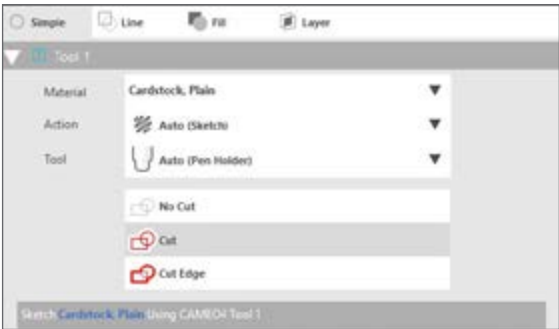 Simple Line Fill Layer
Tool 1
Material Cardstock, Plain
Action Auto (Sketch)
Tool Auto (Pen Holder)
No Cut
Cut
Cut Edge
Sketch Cardstock, Plain Using CAMEO4 Tool 1